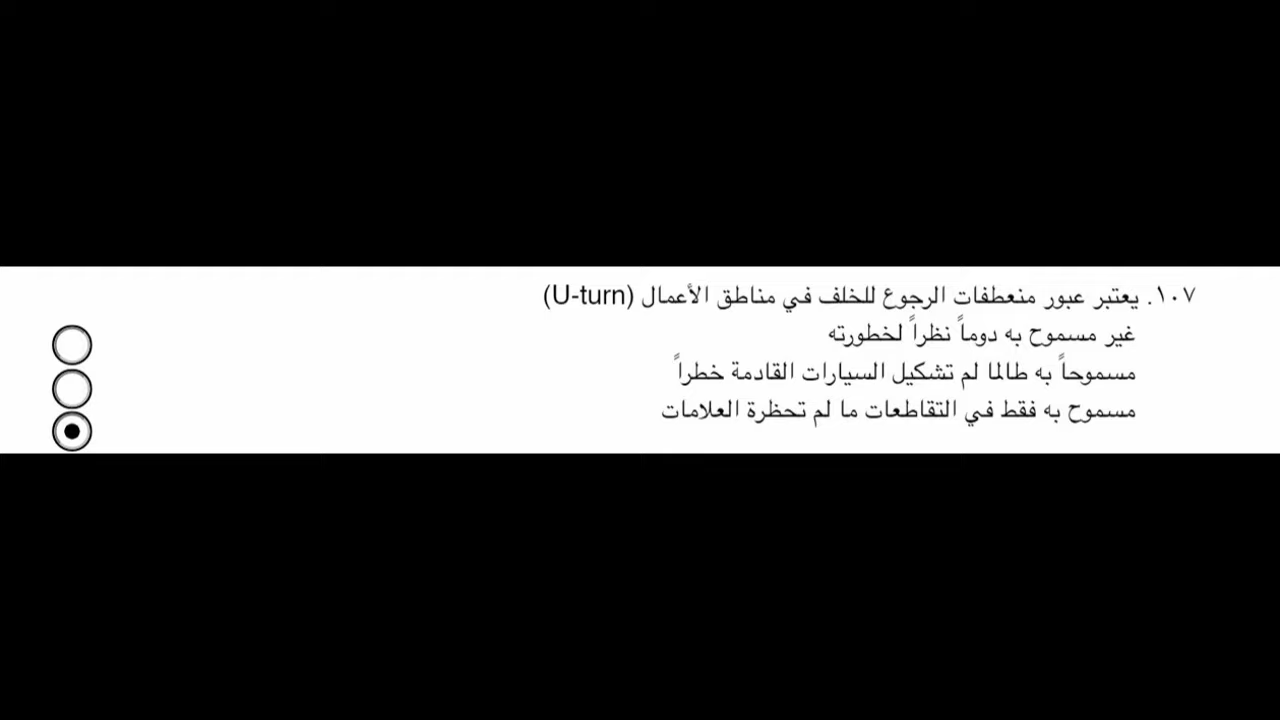 ١٠٧. يعتبر عبور منعطفات الرجوع للخلف في مناطق الأعمال (U-turn)
غير مسموح به دوماً نظراً لخطورته
مسموحاً به طالما لم تشكيل السيارات القادمة خطراً
مسموح به فقط في التقاطعات ما لم تحظرة العلامات